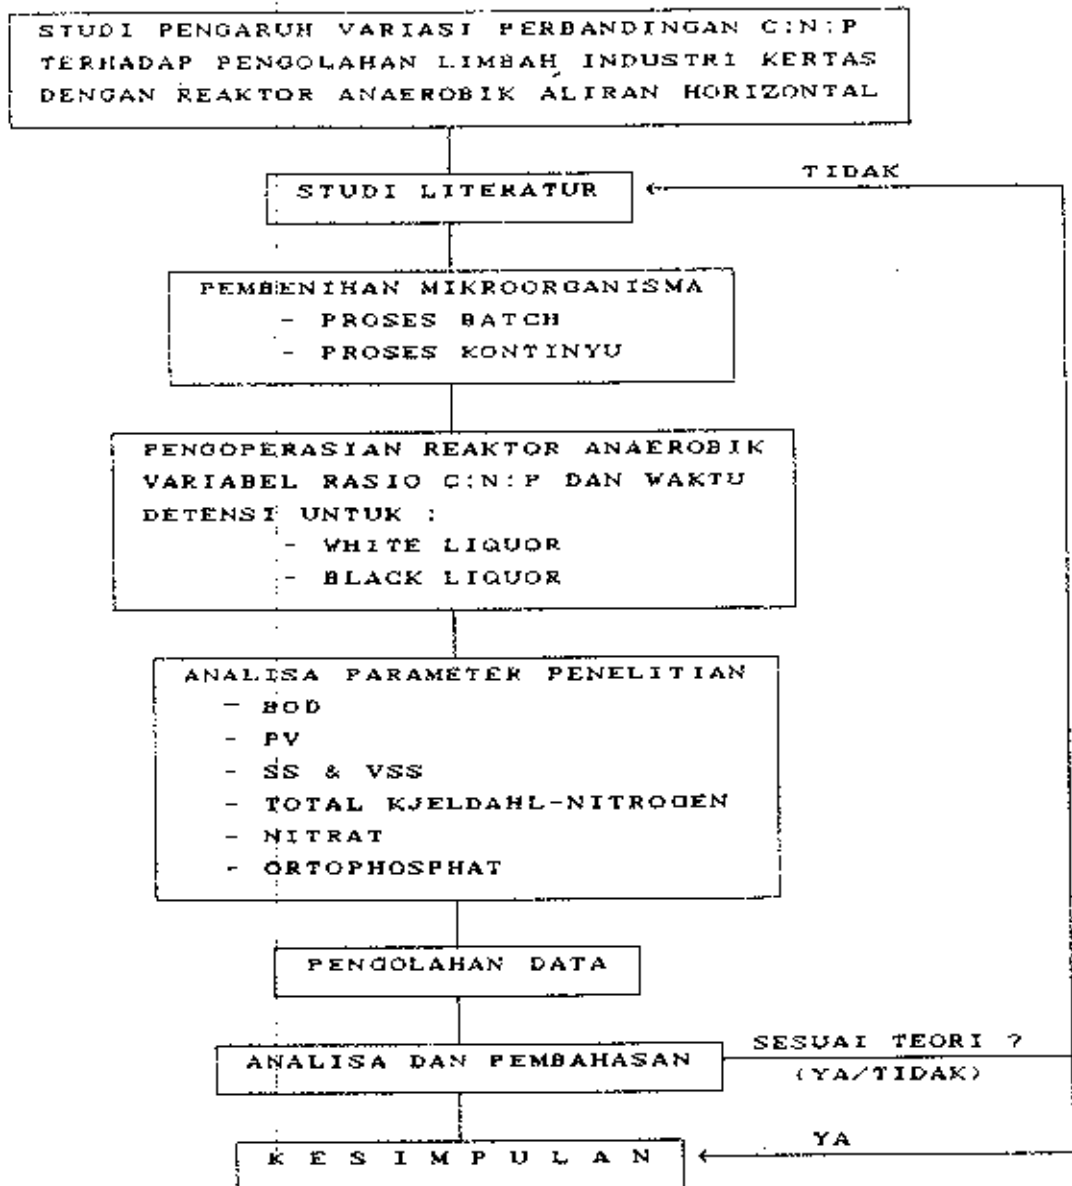 STUDI PENGARUH VARIASI PERBANDINGAN C:N:P
TERHADAP PENGOLAHAN LIMBAH INDUSTRI KERTAS
DENGAN REAKTOR ANAEROBIK ALIRAN HORIZONTAL
TIDAK
STUDI LITERATUR
PEMBENIHAN MIKROORGANISMA
- PROSES BATCH
- PROSES KONTINYU
PENGOPERASIAN REAKTOR ANAEROBIK
VARIABEL RASIO C:N:P DAN WAKTU
DETENSI UNTUK :
- WHITE LIQUOR
- BLACK LIQUOR
ANALISA PARAMETER PENELITIAN
- BOD
- PV
- SS & VSS
- TOTAL KJELDAHL-NITROGEN
- NITRAT
- ORTOPHOSPHAT
PENGOLAHAN DATA
SESUAI TEORI ?
ANALISA DAN PEMBAHASAN
(YA/TIDAK)
YA
K E S I M P U L A N